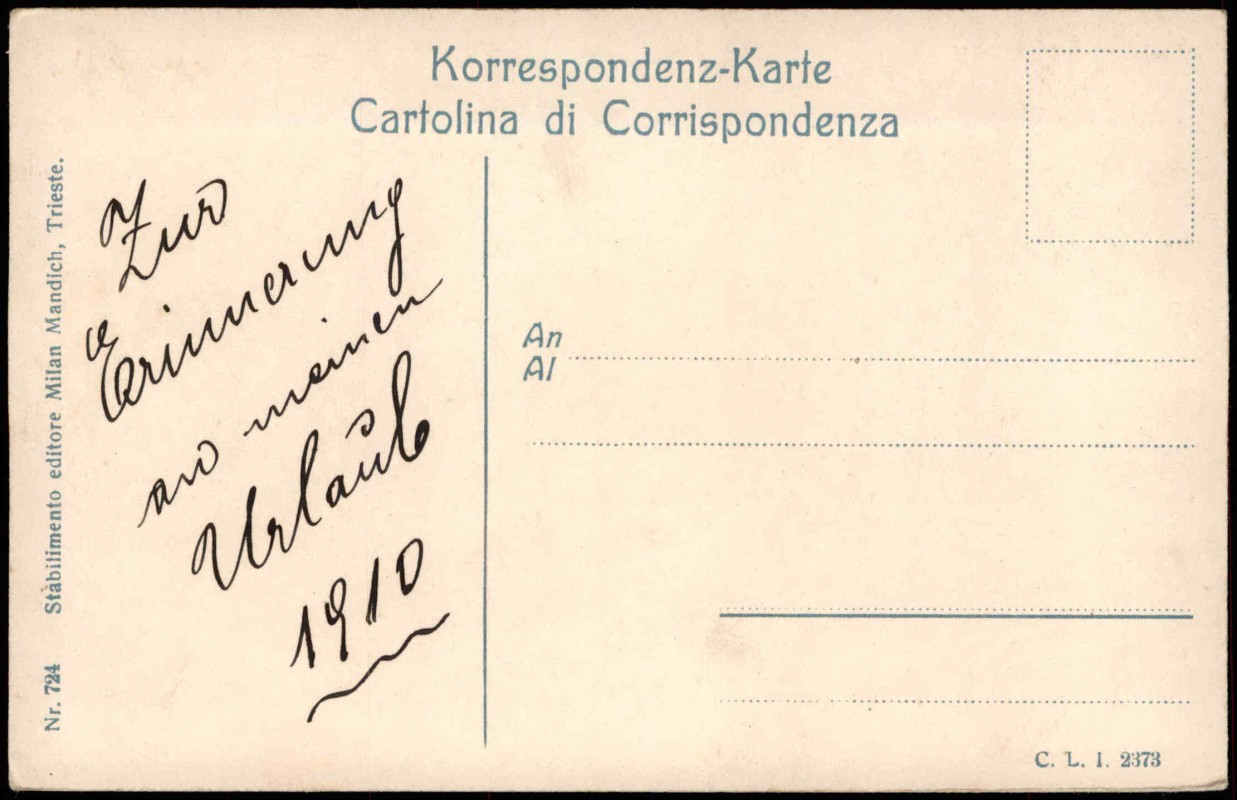 Korrespondenz-Karte
Cartolina di Corrispondenza
Nr. 724 Stabilimento editore Milan Mandich, Trieste.
Zur
Erinnerung
an meinen
Urlaub
1910
An
Al
C. L. I. 2373